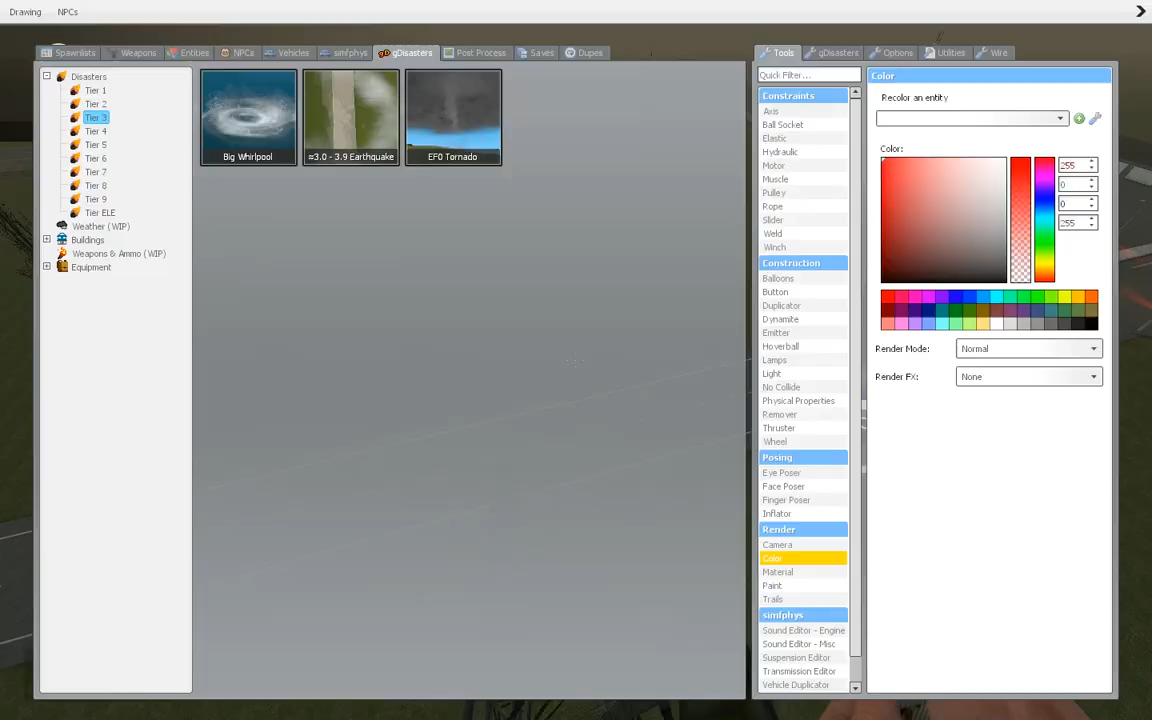 Drawing NPCs
Spawnlists Weapons Entities NPCs Vehicles simfphys gDisasters Post Process Saves Dupes
Disasters
Tier 1
Tier 2
Tier 3
Tier 4
Tier 5
Tier 6
Tier 7
Tier 8
Tier 9
Tier ELE
Weather (WIP)
Buildings
Weapons & Ammo (WIP)
Equipment
Big Whirlpool
≈3.0 - 3.9 Earthquake
EF0 Tornado
Tools gDisasters Options Utilities Wire
Quick Filter...
Constraints
Axis
Ball Socket
Elastic
Hydraulic
Motor
Muscle
Pulley
Rope
Slider
Weld
Winch
Construction
Balloons
Button
Duplicator
Dynamite
Emitter
Hoverball
Lamps
Light
No Collide
Physical Properties
Remover
Thruster
Wheel
Posing
Eye Poser
Face Poser
Finger Poser
Inflator
Render
Camera
Color
Material
Paint
Trails
simfphys
Sound Editor - Engine
Sound Editor - Misc
Suspension Editor
Transmission Editor
Vehicle Duplicator
Color
Recolor an entity
Color:
255
0
0
255
Render Mode: Normal
Render FX: None